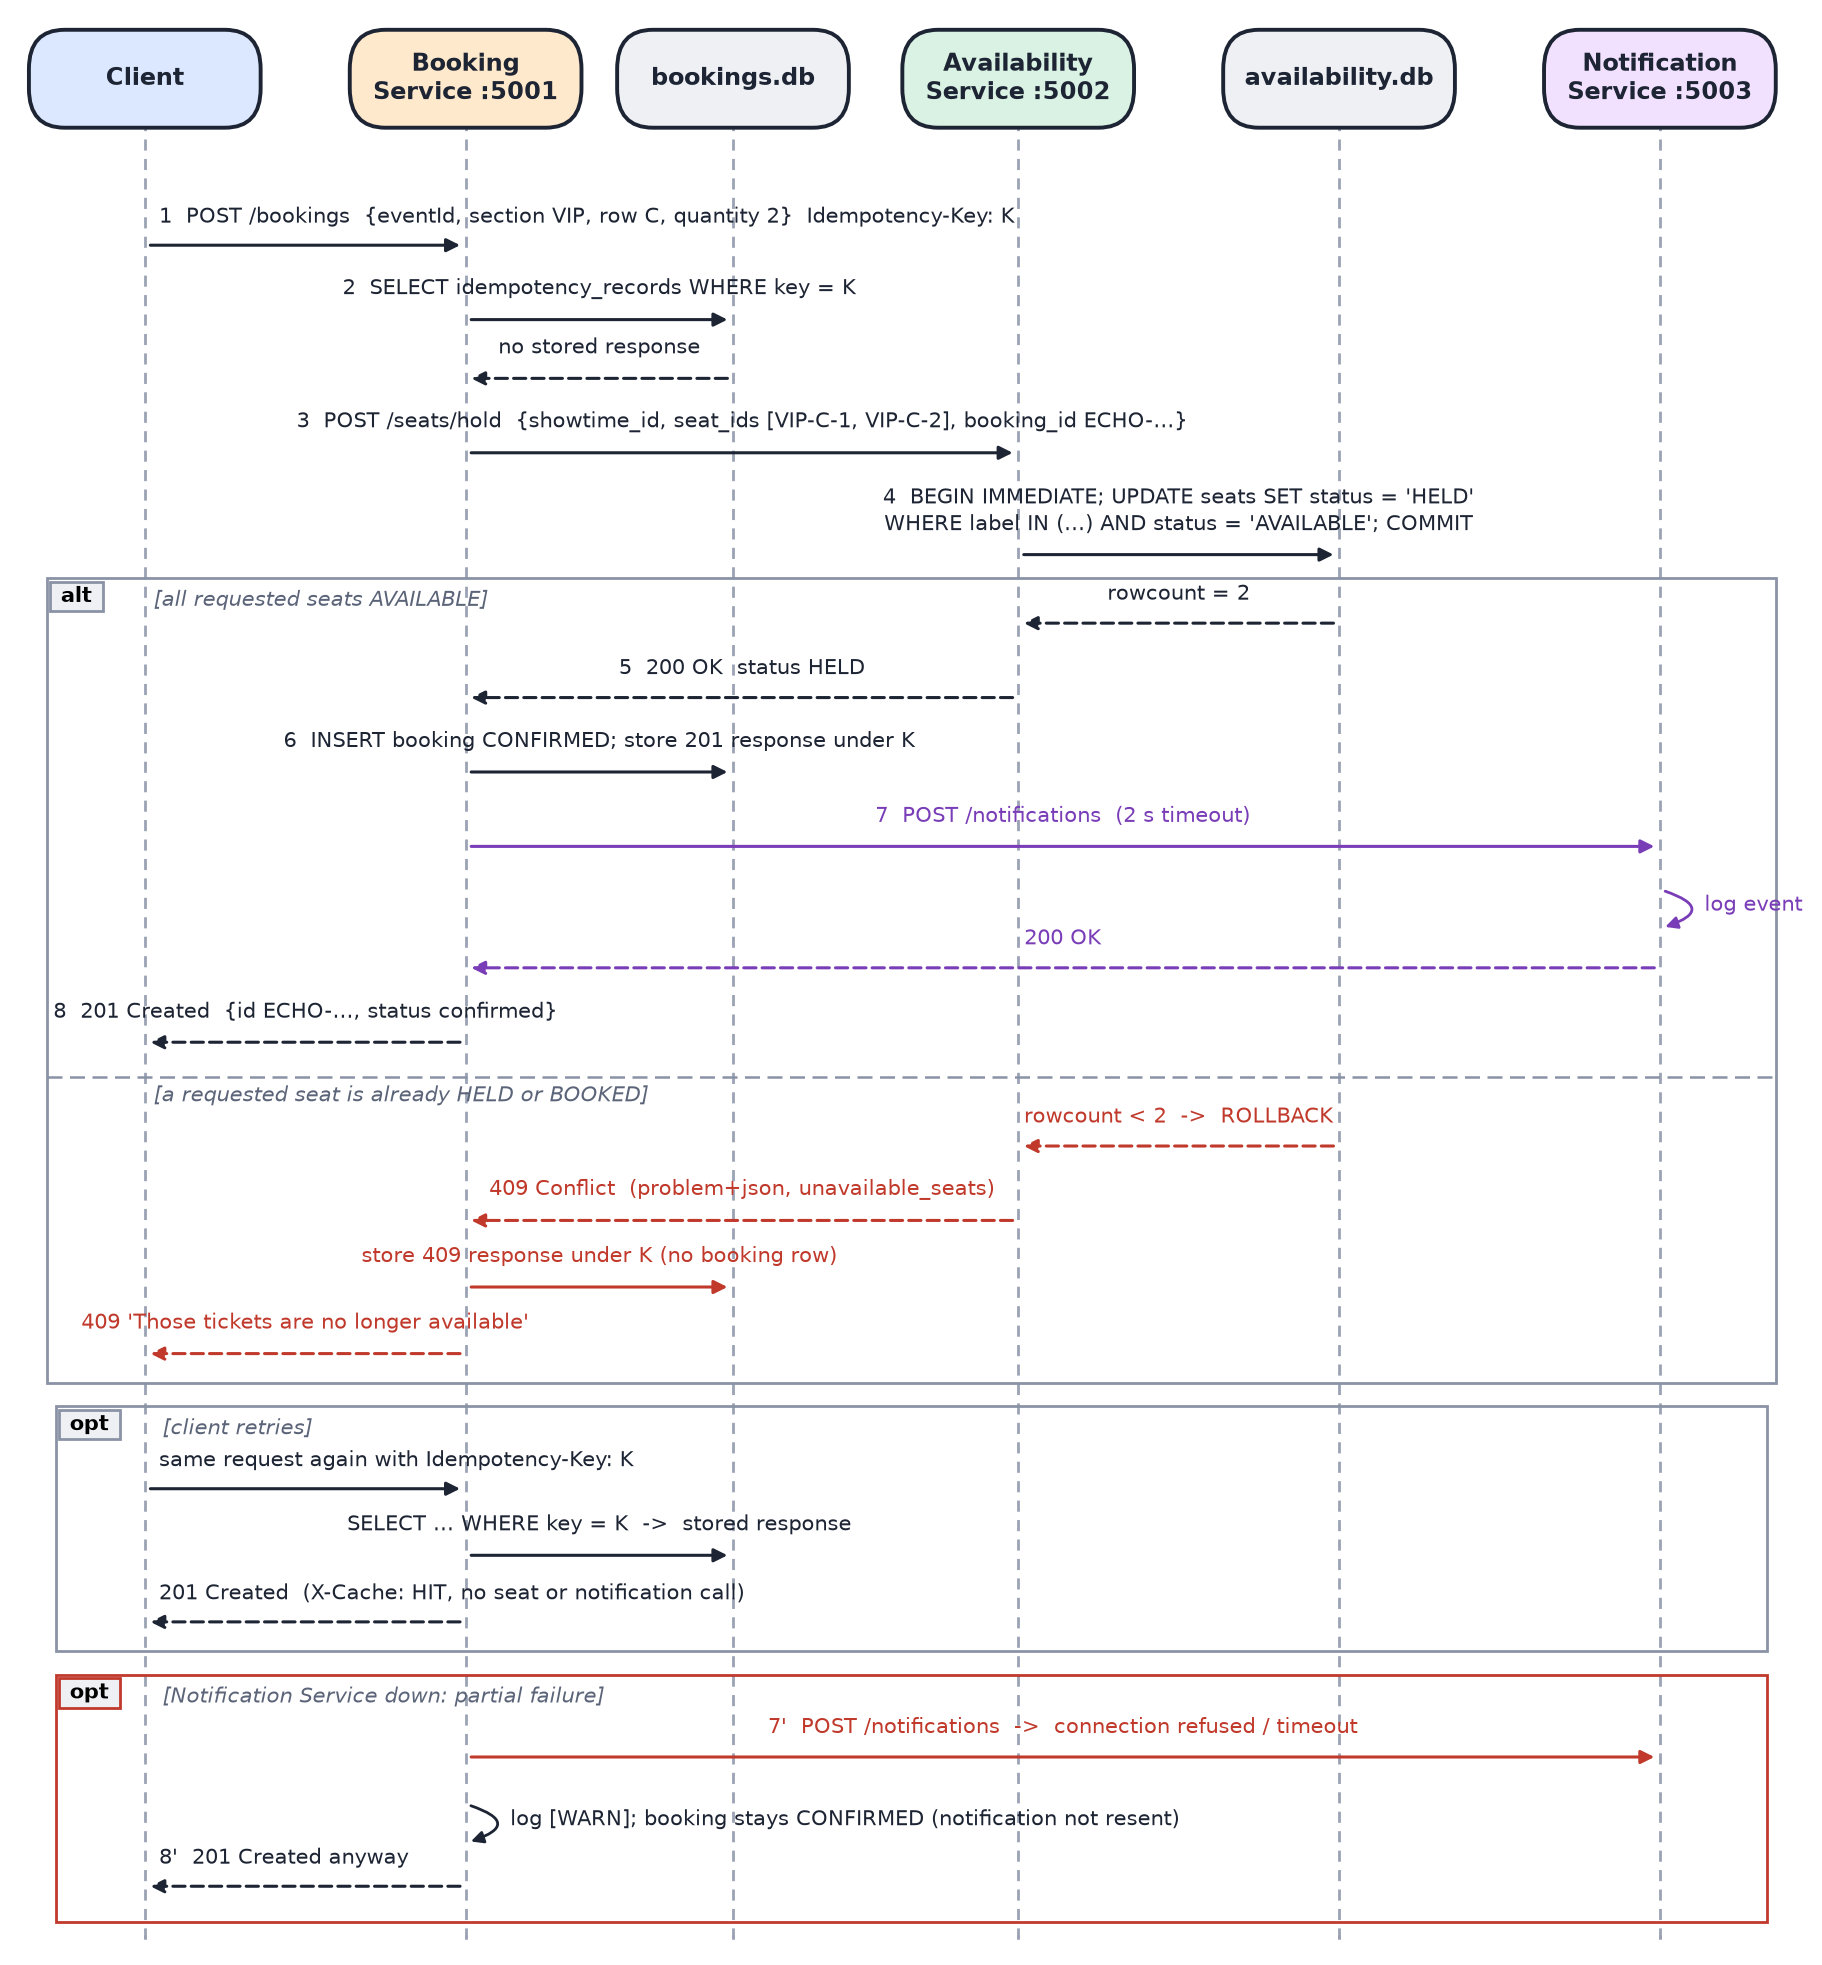 Client
Booking
Service :5001
bookings.db
Availability
Service :5002
availability.db
Notification
Service :5003
1  POST /bookings  {eventId, section VIP, row C, quantity 2}  Idempotency-Key: K
2  SELECT idempotency_records WHERE key = K
no stored response
3  POST /seats/hold  {showtime_id, seat_ids [VIP-C-1, VIP-C-2], booking_id ECHO-...}
4  BEGIN IMMEDIATE; UPDATE seats SET status = 'HELD'
WHERE label IN (...) AND status = 'AVAILABLE'; COMMIT
alt
[all requested seats AVAILABLE]
rowcount = 2
5  200 OK  status HELD
6  INSERT booking CONFIRMED; store 201 response under K
7  POST /notifications  (2 s timeout)
log event
200 OK
8  201 Created  {id ECHO-..., status confirmed}
[a requested seat is already HELD or BOOKED]
rowcount < 2  ->  ROLLBACK
409 Conflict  (problem+json, unavailable_seats)
store 409 response under K (no booking row)
409 'Those tickets are no longer available'
opt
[client retries]
same request again with Idempotency-Key: K
SELECT ... WHERE key = K  ->  stored response
201 Created  (X-Cache: HIT, no seat or notification call)
opt
[Notification Service down: partial failure]
7'  POST /notifications  ->  connection refused / timeout
log [WARN]; booking stays CONFIRMED (notification not resent)
8'  201 Created anyway